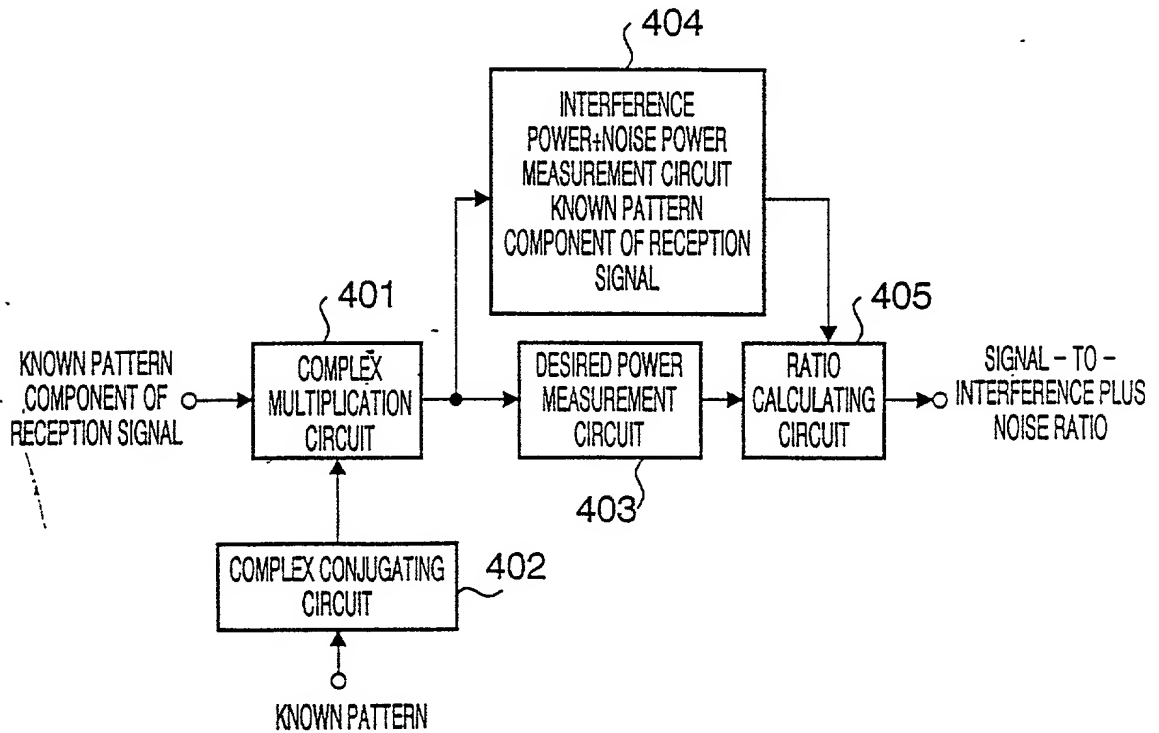 404
INTERFERENCE
POWER+NOISE POWER
MEASUREMENT CIRCUIT
KNOWN PATTERN
COMPONENT OF RECEPTION
SIGNAL
401
405
KNOWN PATTERN
COMPONENT OF
RECEPTION SIGNAL
COMPLEX
MULTIPLICATION
CIRCUIT
DESIRED POWER
MEASUREMENT
CIRCUIT
RATIO
CALCULATING
CIRCUIT
SIGNAL - TO -
INTERFERENCE PLUS
NOISE RATIO
403
COMPLEX CONJUGATING
CIRCUIT
402
KNOWN PATTERN